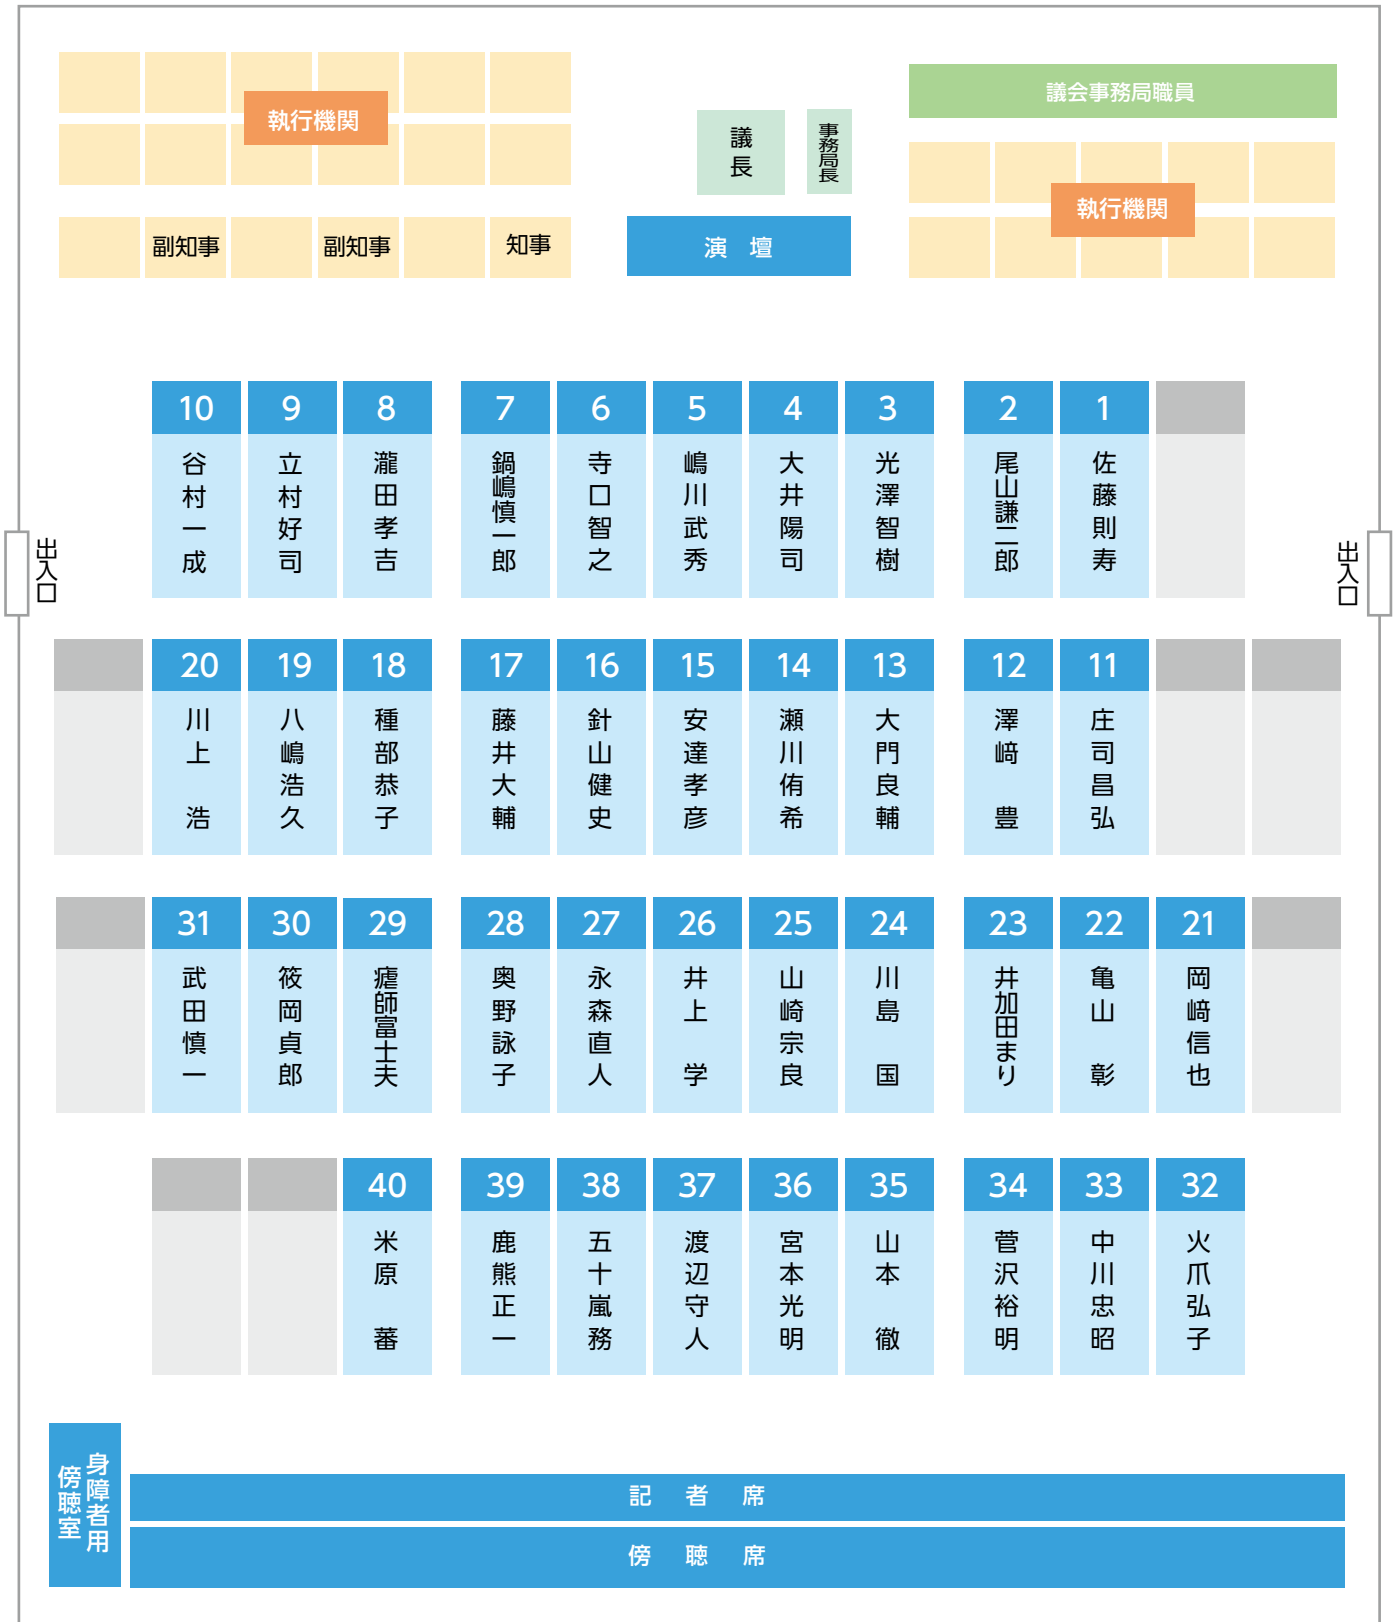 執行機関
議長
事務局長
議会事務局職員
執行機関
副知事
副知事
知事
演 壇
出入口
出入口
10
9
8
7
6
5
4
3
2
1
谷村一成
立村好司
瀧田孝吉
鍋嶋慎一郎
寺口智之
嶋川武秀
大井陽司
光澤智樹
尾山謙二郎
佐藤則寿
20
19
18
17
16
15
14
13
12
11
川上 浩
八嶋浩久
種部恭子
藤井大輔
針山健史
安達孝彦
瀬川侑希
大門良輔
澤﨑 豊
庄司昌弘
31
30
29
28
27
26
25
24
23
22
21
武田慎一
筱岡貞郎
瘧師富士夫
奥野詠子
永森直人
井上 学
山崎宗良
川島 国
井加田まり
亀山 彰
岡﨑信也
40
39
38
37
36
35
34
33
32
米原 蕃
鹿熊正一
五十嵐務
渡辺守人
宮本光明
山本 徹
菅沢裕明
中川忠昭
火爪弘子
身障者用
傍聴室
記 者 席
傍 聴 席